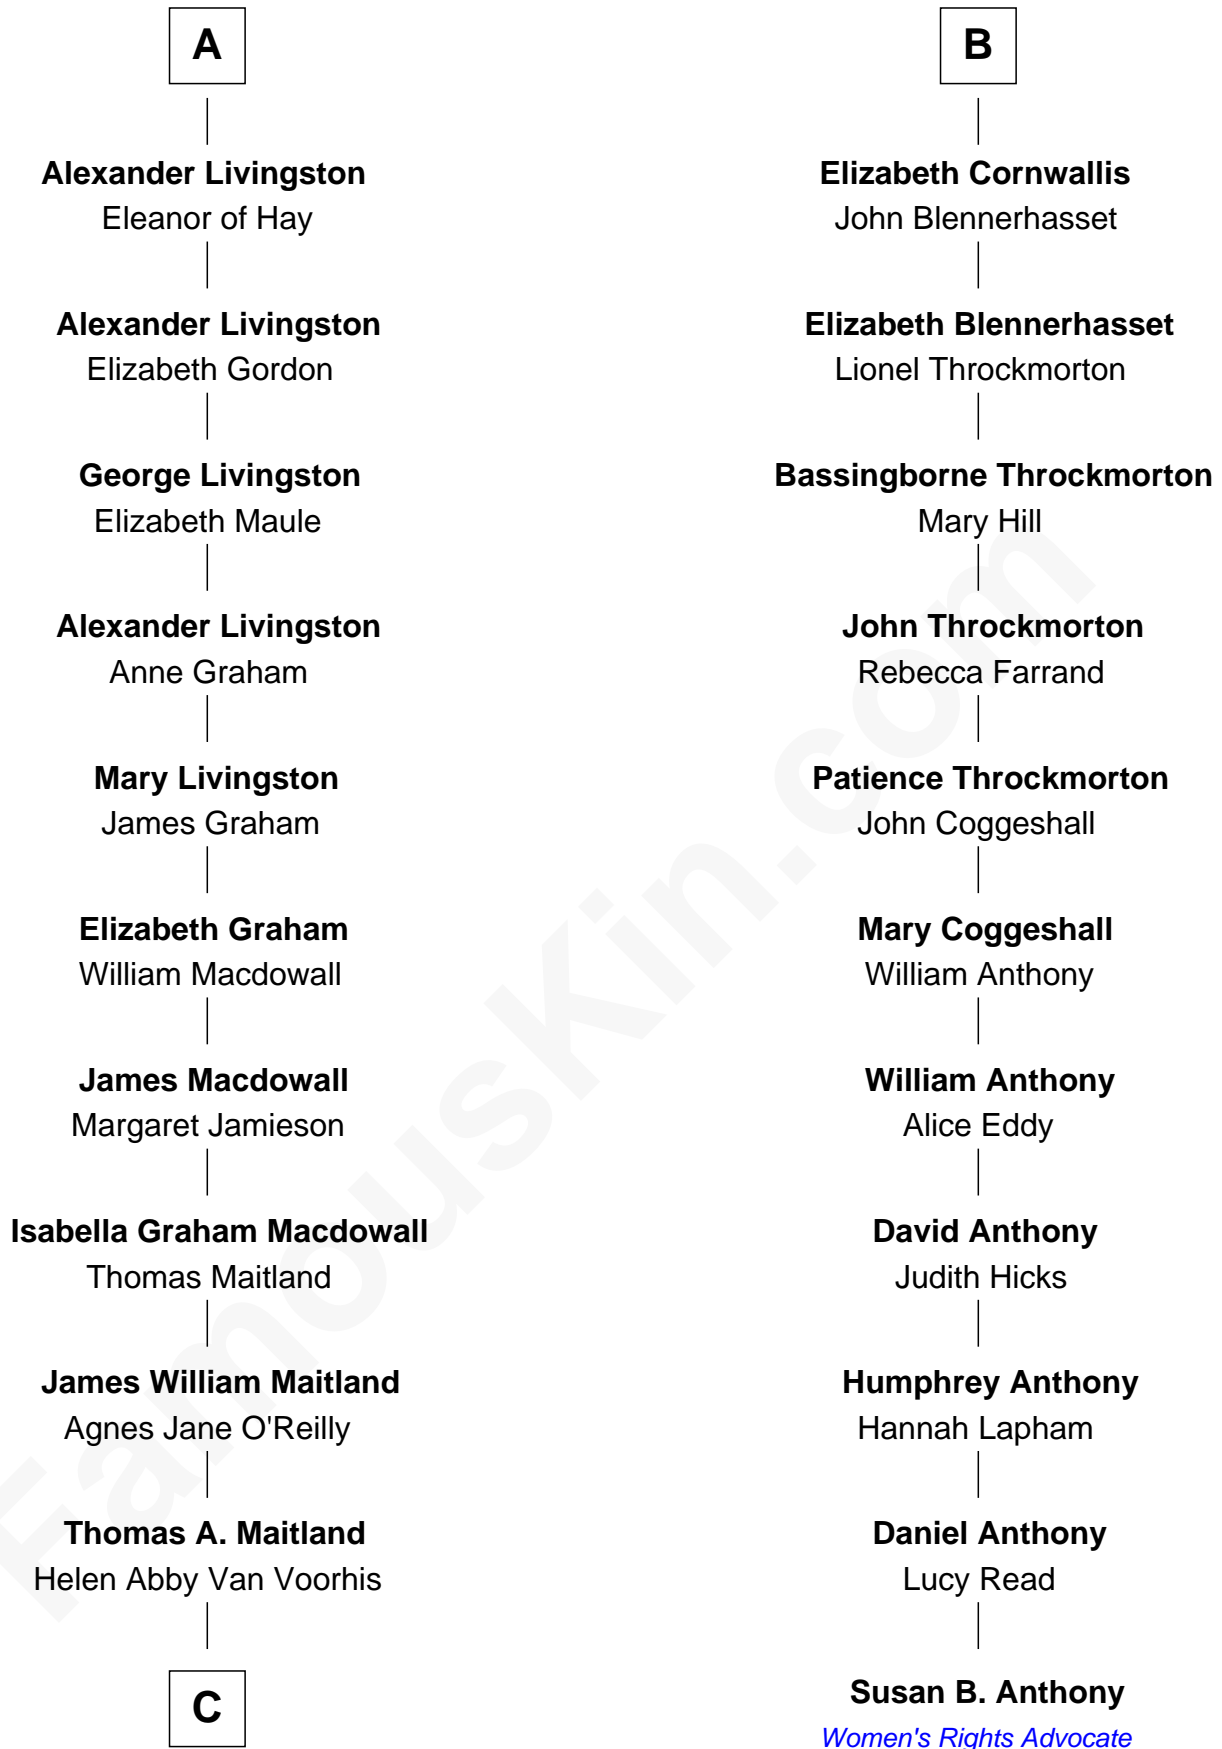 A
Alexander Livingston
Eleanor of Hay
Alexander Livingston
Elizabeth Gordon
George Livingston
Elizabeth Maule
Alexander Livingston
Anne Graham
Mary Livingston
James Graham
Elizabeth Graham
William Macdowall
James Macdowall
Margaret Jamieson
Isabella Graham Macdowall
Thomas Maitland
James William Maitland
Agnes Jane O'Reilly
Thomas A. Maitland
Helen Abby Van Voorhis
C
B
Elizabeth Cornwallis
John Blennerhasset
Elizabeth Blennerhasset
Lionel Throckmorton
Bassingborne Throckmorton
Mary Hill
John Throckmorton
Rebecca Farrand
Patience Throckmorton
John Coggeshall
Mary Coggeshall
William Anthony
William Anthony
Alice Eddy
David Anthony
Judith Hicks
Humphrey Anthony
Hannah Lapham
Daniel Anthony
Lucy Read
Susan B. Anthony
Women's Rights Advocate
FamousKin.com